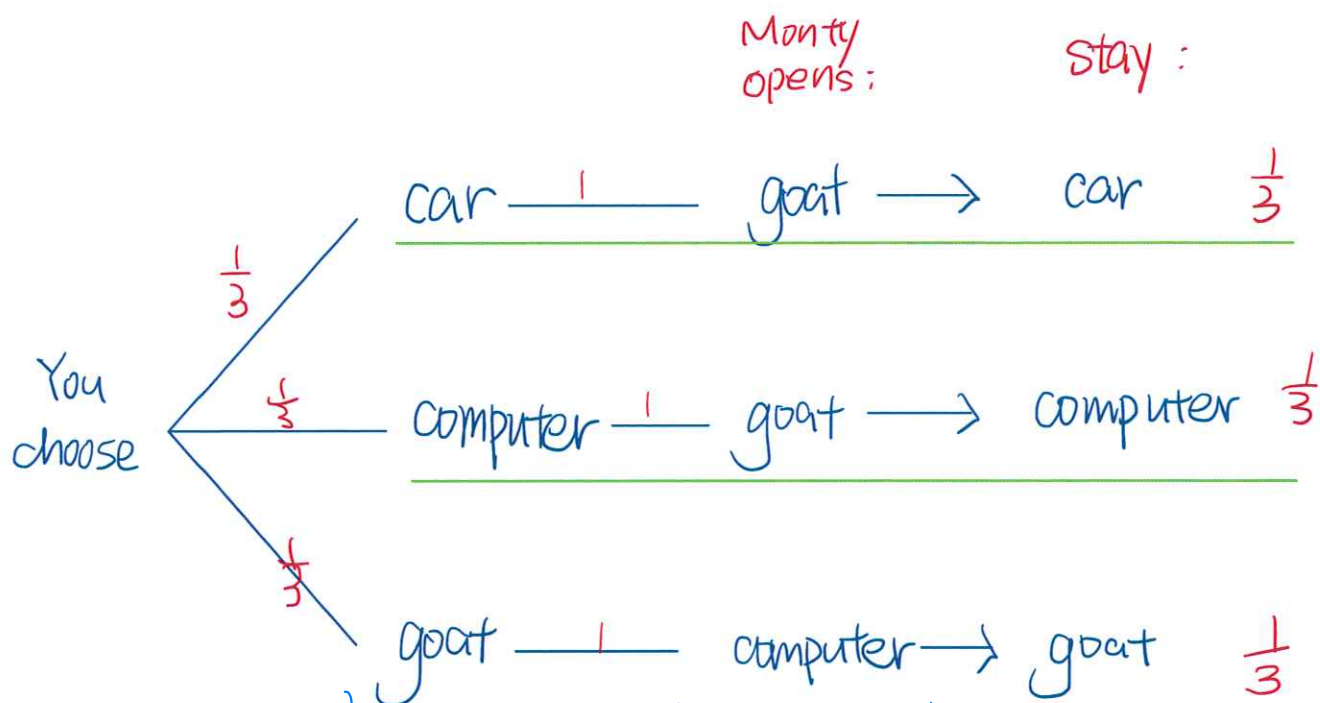 Monty
opens:
stay:
car 1 goat → car 1/3
1/3
You
choose
1/3
computer 1 goat → computer 1/3
1/3
goat 1 computer → goat 1/3